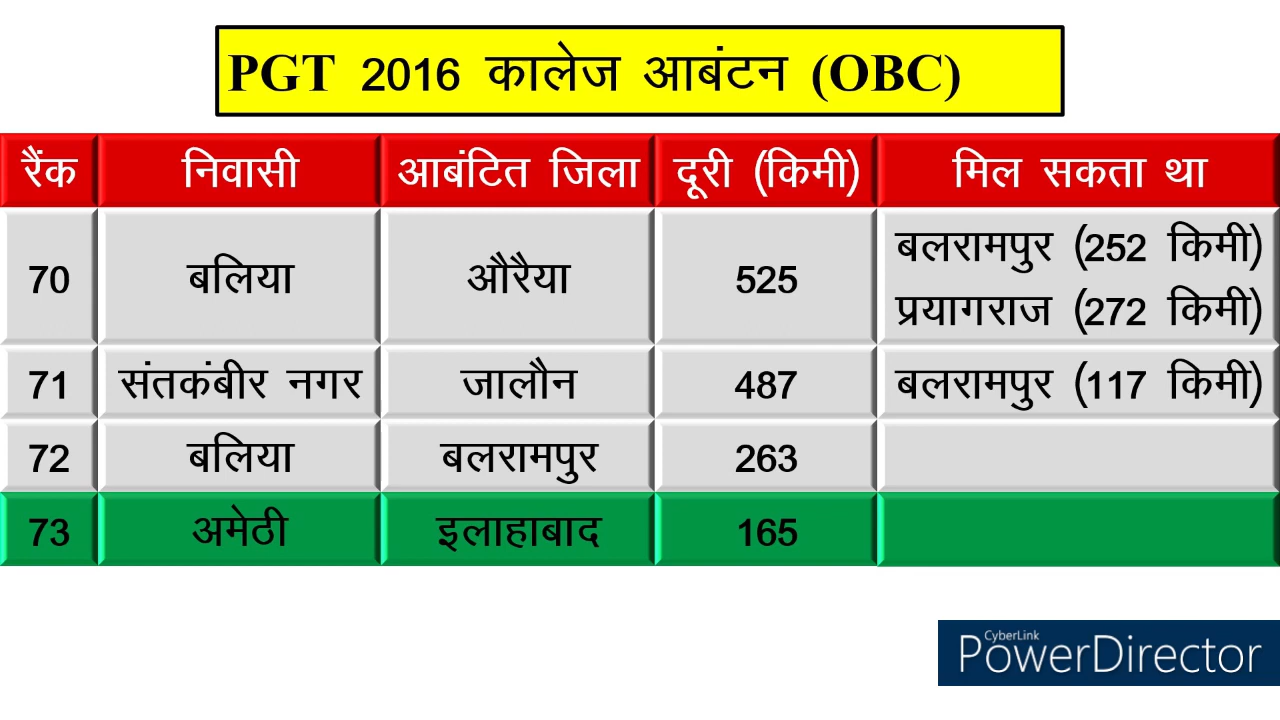 PGT 2016 कालेज आबंटन (OBC)
रैंक निवासी आबंटित जिला दूरी (किमी) मिल सकता था
70 बलिया औरैया 525 बलरामपुर (252 किमी)
प्रयागराज (272 किमी)
71 संतकंबीर नगर जालौन 487 बलरामपुर (117 किमी)
72 बलिया बलरामपुर 263
73 अमेठी इलाहाबाद 165
CyberLink
PowerDirector